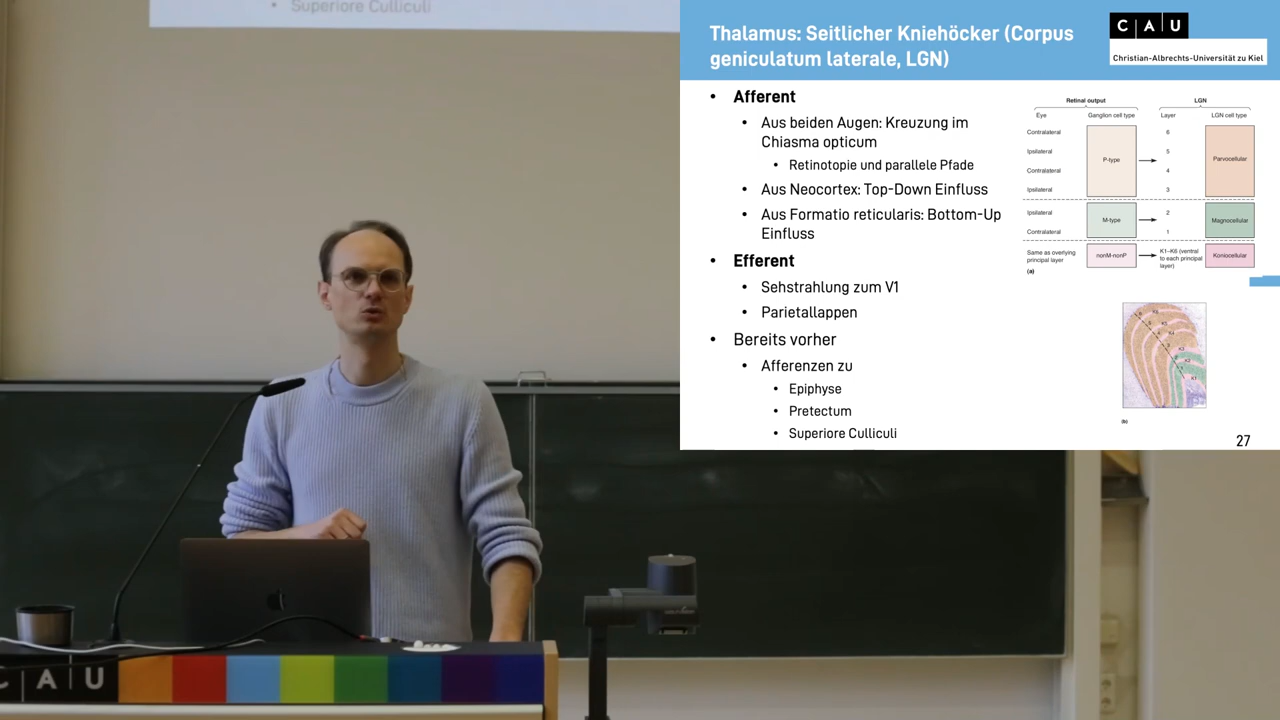 Superiore Culliculi
Thalamus: Seitlicher Kniehöcker (Corpus
geniculatum laterale, LGN)
C A U
Christian-Albrechts-Universität zu Kiel
• Afferent
• Aus beiden Augen: Kreuzung im
Chiasma opticum
• Retinotopie und parallele Pfade
• Aus Neocortex: Top-Down Einfluss
• Aus Formatio reticularis: Bottom-Up
Einfluss
• Efferent
• Sehstrahlung zum V1
• Parietallappen
• Bereits vorher
• Afferenzen zu
• Epiphyse
• Pretectum
• Superiore Culliculi
Retinal output LGN
Eye Ganglion cell type Layer LGN cell type
Contralateral 6
Ipsilateral 5
P-type Parvocellular
Contralateral 4
Ipsilateral 3
Ipsilateral 2
M-type Magnocellular
Contralateral 1
Same as overlying
principal layer
nonM-nonP
K1–K6 (ventral
to each principal
layer)
Koniocellular
(a)
(b)
27
C A U